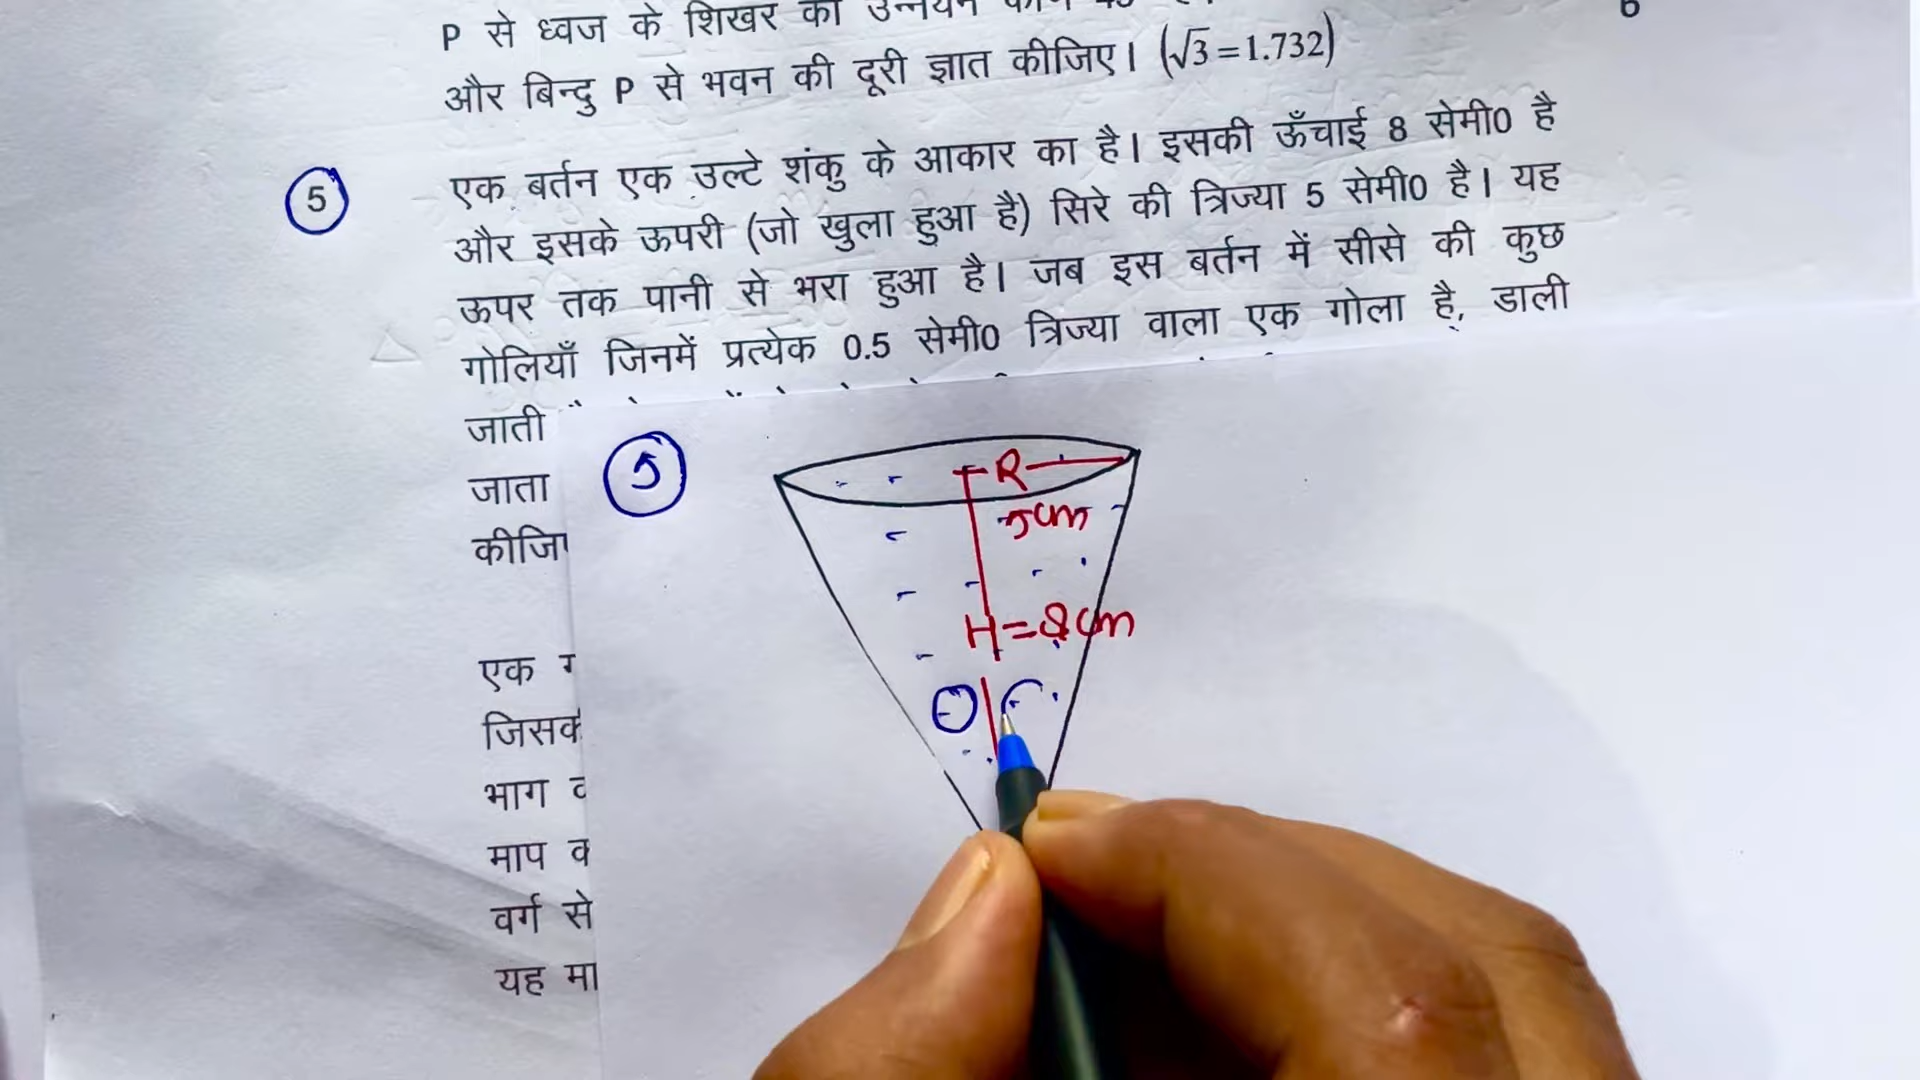 P से ध्वज के शिखर का उन्नयन कोण
6
और बिन्दु P से भवन की दूरी ज्ञात कीजिए। (√3=1.732)
5 एक बर्तन एक उल्टे शंकु के आकार का है। इसकी ऊँचाई 8 सेमी0 है
और इसके ऊपरी (जो खुला हुआ है) सिरे की त्रिज्या 5 सेमी0 है। यह
ऊपर तक पानी से भरा हुआ है। जब इस बर्तन में सीसे की कुछ
गोलियाँ जिनमें प्रत्येक 0.5 सेमी0 त्रिज्या वाला एक गोला है, डाली
जाती
जाता
एक
भाग
माप
वर्ग से
यह
5
R
5cm
H=8cm